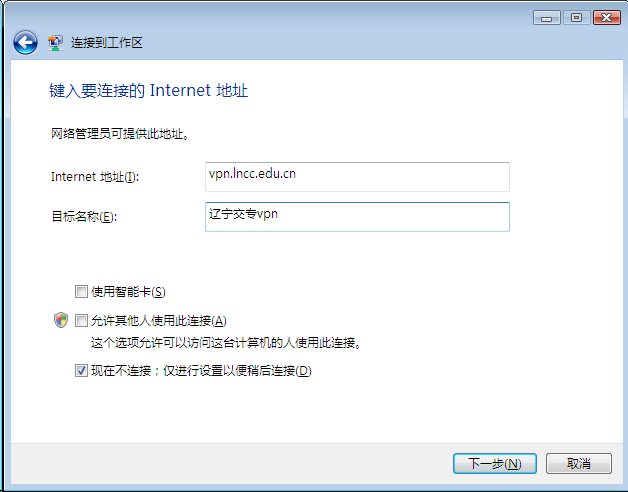 连接到工作区
键入要连接的 Internet 地址
网络管理员可提供此地址。
Internet 地址(I):
vpn.lncc.edu.cn
目标名称(E):
辽宁交专vpn
使用智能卡(S)
允许其他人使用此连接(A)
这个选项允许可以访问这台计算机的人使用此连接。
现在不连接；仅进行设置以便稍后连接(D)
下一步(N)
取消